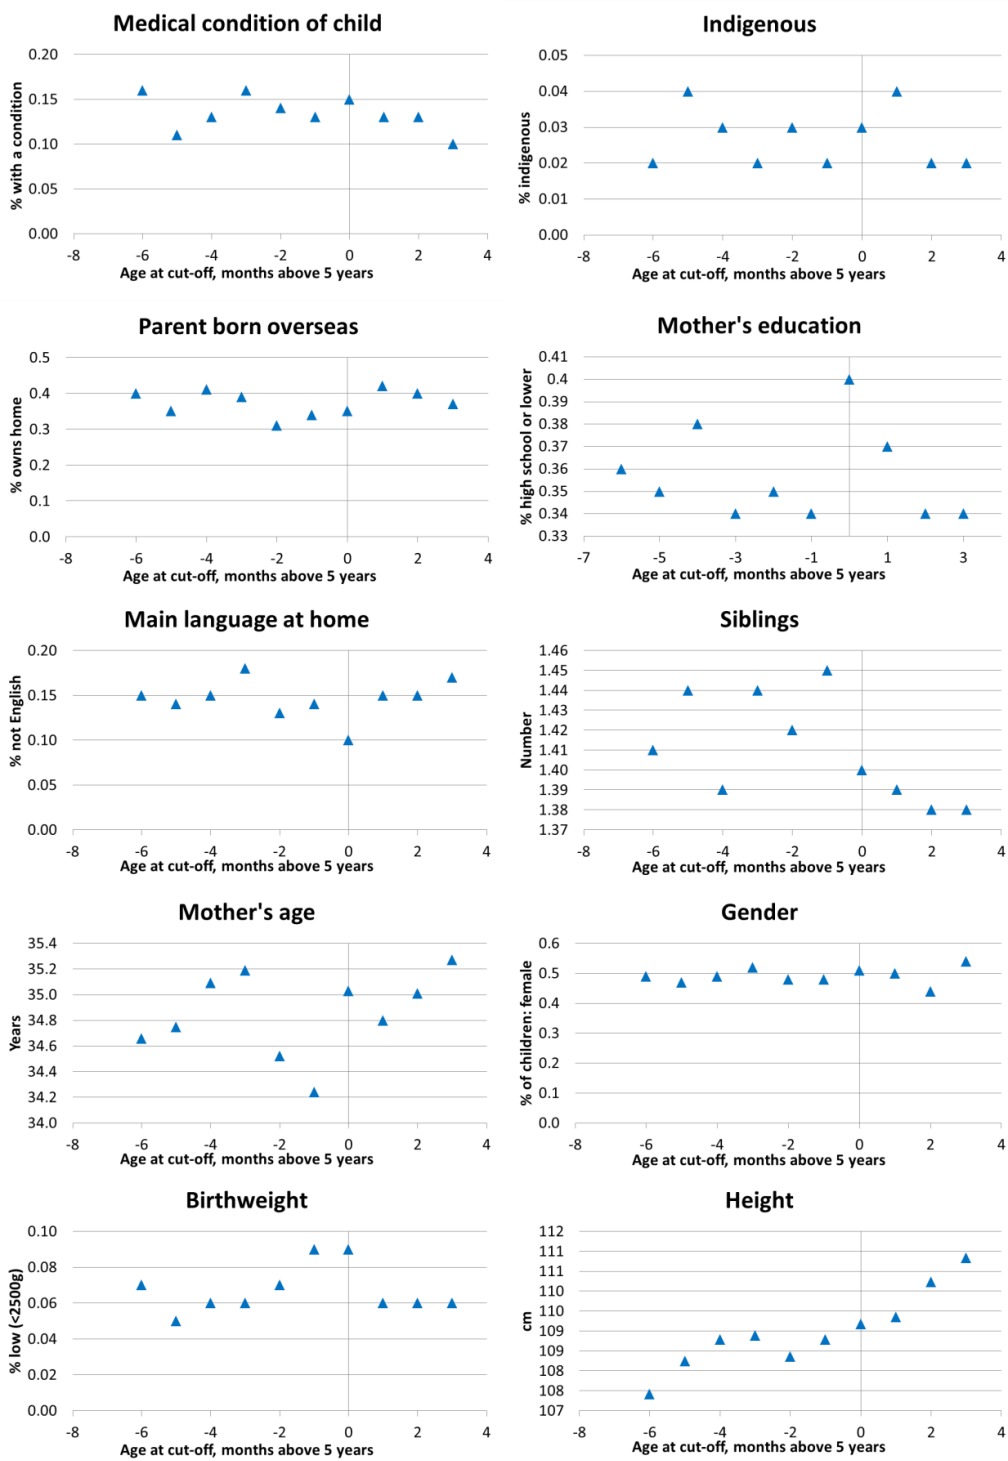 Medical condition of child
% with a condition
0.20
0.15
0.10
0.05
0.00
-8 -6 -4 -2 0 2 4
Age at cut-off, months above 5 years
Indigenous
% indigenous
0.05
0.04
0.03
0.02
0.01
0.00
-8 -6 -4 -2 0 2 4
Age at cut-off, months above 5 years
Parent born overseas
% owns home
0.5
0.4
0.3
0.2
0.1
0.0
-8 -6 -4 -2 0 2 4
Age at cut-off, months above 5 years
Mother's education
% high school or lower
0.41
0.4
0.39
0.38
0.37
0.36
0.35
0.34
0.33
-7 -5 -3 -1 1 3
Age at cut-off, months above 5 years
Main language at home
% not English
0.20
0.15
0.10
0.05
0.00
-8 -6 -4 -2 0 2 4
Age at cut-off, months above 5 years
Siblings
Number
1.46
1.45
1.44
1.43
1.42
1.41
1.40
1.39
1.38
1.37
-8 -6 -4 -2 0 2 4
Age at cut-off, months above 5 years
Mother's age
Years
35.4
35.2
35.0
34.8
34.6
34.4
34.2
34.0
-8 -6 -4 -2 0 2 4
Age at cut-off, months above 5 years
Gender
% of children: female
0.6
0.5
0.4
0.3
0.2
0.1
0.0
-8 -6 -4 -2 0 2 4
Age at cut-off, months above 5 years
Birthweight
% low (<2500g)
0.10
0.08
0.06
0.04
0.02
0.00
-8 -6 -4 -2 0 2 4
Age at cut-off, months above 5 years
Height
cm
112
111
111
110
110
109
109
108
108
107
-8 -6 -4 -2 0 2 4
Age at cut-off, months above 5 years